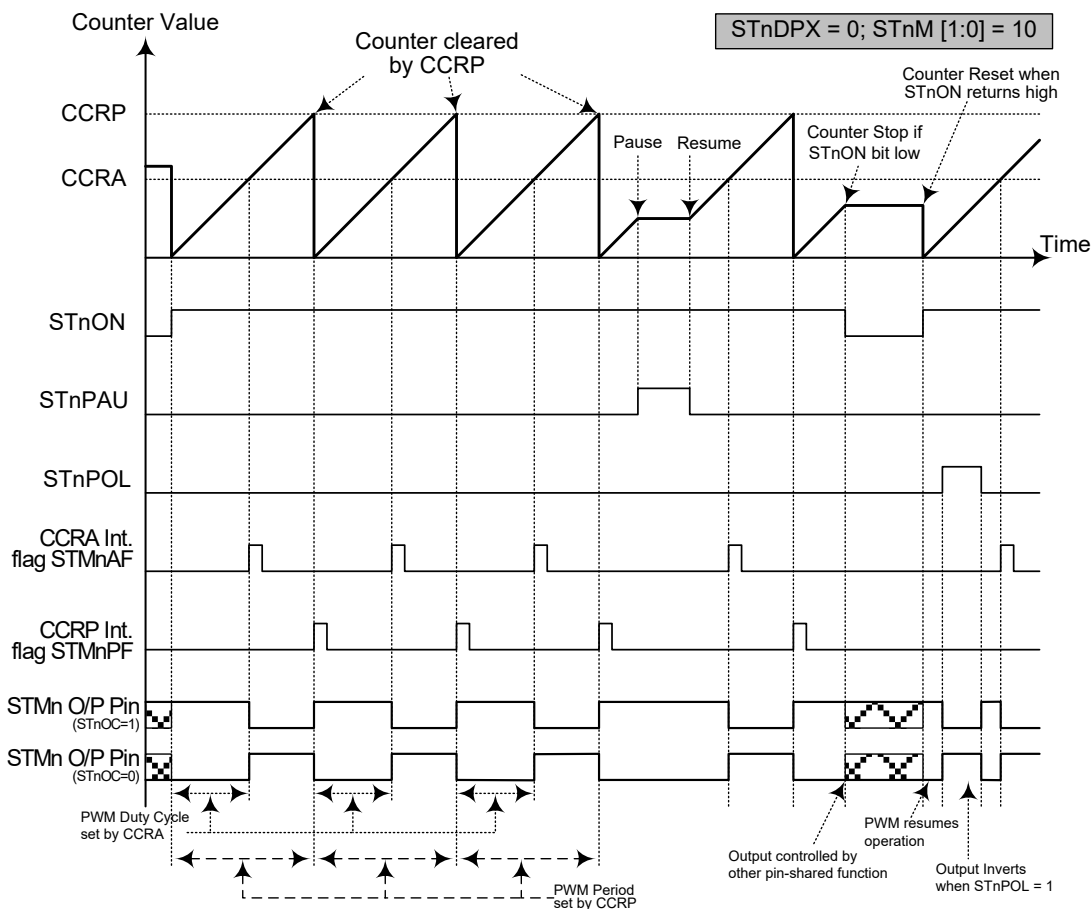 Counter Value
STnDPX = 0; STnM [1:0] = 10
Counter cleared
by CCRP
Counter Reset when
STnON returns high
CCRP
Pause
Resume
Counter Stop if
STnON bit low
CCRA
Time
STnON
STnPAU
STnPOL
CCRA Int.
flag STMnAF
CCRP Int.
flag STMnPF
STMn O/P Pin
(STnOC=1)
STMn O/P Pin
(STnOC=0)
PWM Duty Cycle
set by CCRA
PWM resumes
operation
Output controlled by
other pin-shared function
Output Inverts
when STnPOL = 1
PWM Period
set by CCRP